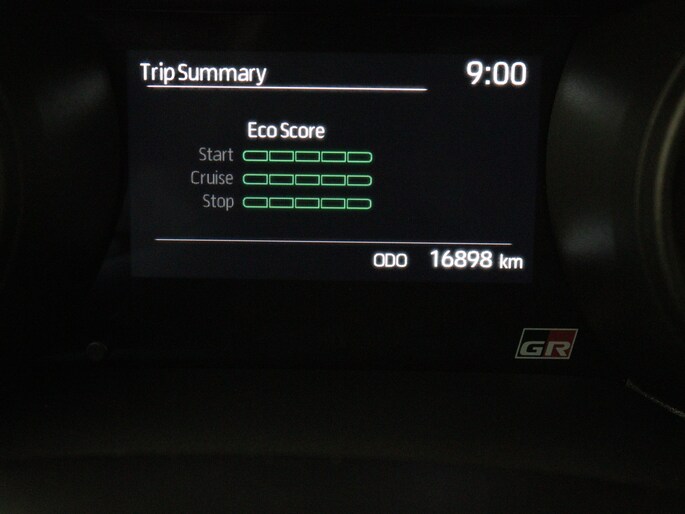 Trip Summary 9:00
Eco Score
Start
Cruise
Stop
ODO 16898 km
GR